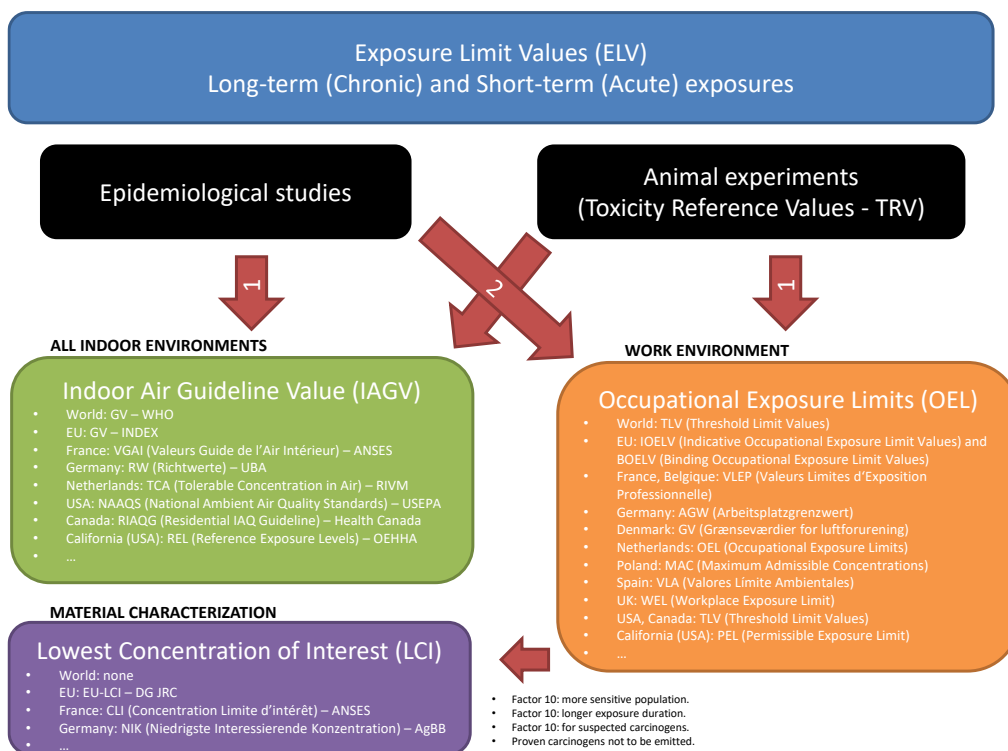 Exposure Limit Values (ELV)
Long-term (Chronic) and Short-term (Acute) exposures
Epidemiological studies
Animal experiments
(Toxicity Reference Values - TRV)
1
2
1
ALL INDOOR ENVIRONMENTS
Indoor Air Guideline Value (IAGV)
• World: GV – WHO
• EU: GV – INDEX
• France: VGAI (Valeurs Guide de l'Air Intérieur) – ANSES
• Germany: RW (Richtwerte) – UBA
• Netherlands: TCA (Tolerable Concentration in Air) – RIVM
• USA: NAAQS (National Ambient Air Quality Standards) – USEPA
• Canada: RIAQG (Residential IAQ Guideline) – Health Canada
• California (USA): REL (Reference Exposure Levels) – OEHHA
• ...
WORK ENVIRONMENT
Occupational Exposure Limits (OEL)
• World: TLV (Threshold Limit Values)
• EU: IOELV (Indicative Occupational Exposure Limit Values) and
BOELV (Binding Occupational Exposure Limit Values)
• France, Belgique: VLEP (Valeurs Limites d'Exposition
Professionnelle)
• Germany: AGW (Arbeitsplatzgrenzwert)
• Denmark: GV (Grænseværdier for luftforurening)
• Netherlands: OEL (Occupational Exposure Limits)
• Poland: MAC (Maximum Admissible Concentrations)
• Spain: VLA (Valores Límite Ambientales)
• UK: WEL (Workplace Exposure Limit)
• USA, Canada: TLV (Threshold Limit Values)
• California (USA): PEL (Permissible Exposure Limit)
• ...
MATERIAL CHARACTERIZATION
Lowest Concentration of Interest (LCI)
• World: none
• EU: EU-LCI – DG JRC
• France: CLI (Concentration Limite d'intérêt) – ANSES
• Germany: NIK (Niedrigste Interessierende Konzentration) – AgBB
• ...
• Factor 10: more sensitive population.
• Factor 10: longer exposure duration.
• Factor 10: for suspected carcinogens.
• Proven carcinogens not to be emitted.